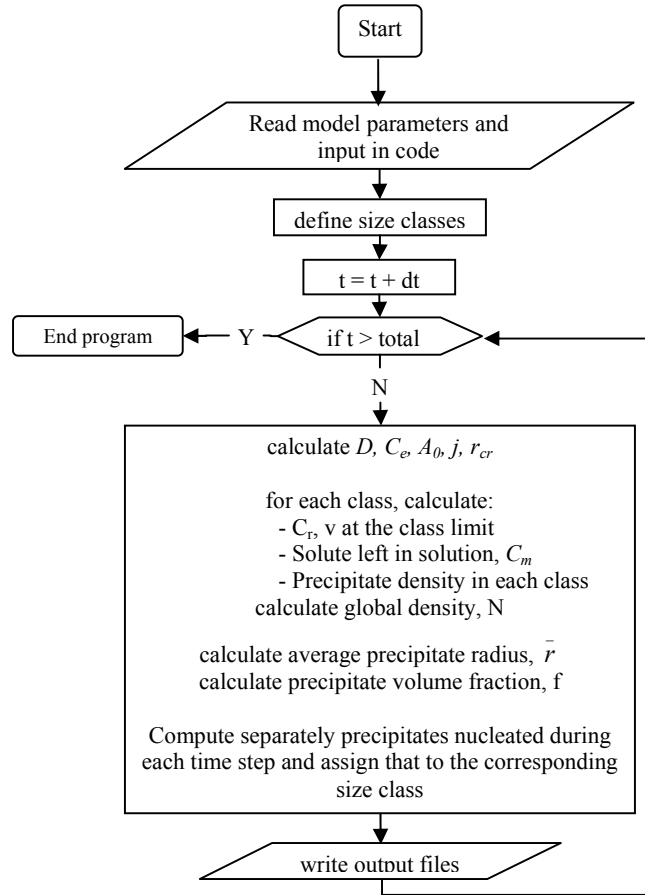 Start
Read model parameters and
input in code
define size classes
t = t + dt
if t > total
Y
End program
N
calculate D, Cₑ, A₀, j, r_cr
for each class, calculate:
- Cᵣ, v at the class limit
- Solute left in solution, Cₘ
- Precipitate density in each class
calculate global density, N
calculate average precipitate radius, r̄
calculate precipitate volume fraction, f
Compute separately precipitates nucleated during
each time step and assign that to the corresponding
size class
write output files